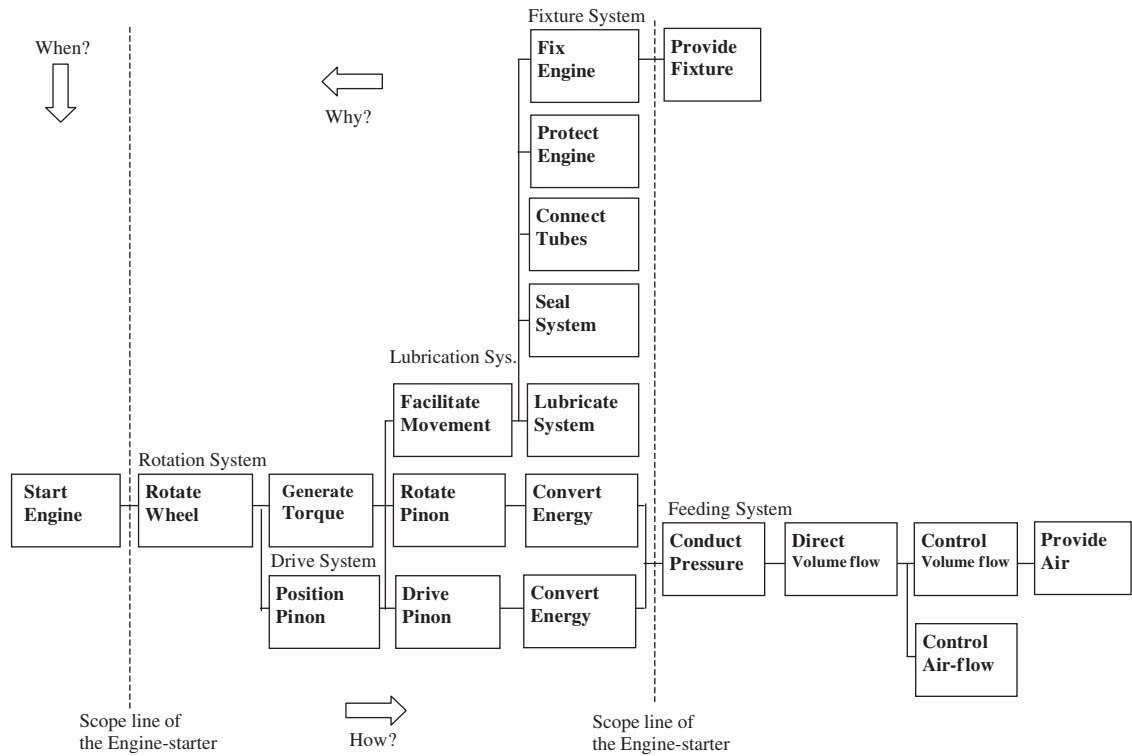 Fixture System
When?
Fix
Engine
Provide
Fixture
Why?
Protect
Engine
Connect
Tubes
Seal
System
Lubrication Sys.
Facilitate
Movement
Lubricate
System
Rotation System
Start
Engine
Rotate
Wheel
Generate
Torque
Rotate
Pinon
Convert
Energy
Feeding System
Conduct
Pressure
Direct
Volume flow
Control
Volume flow
Provide
Air
Drive System
Position
Pinon
Drive
Pinon
Convert
Energy
Control
Air-flow
Scope line of
the Engine-starter
How?
Scope line of
the Engine-starter